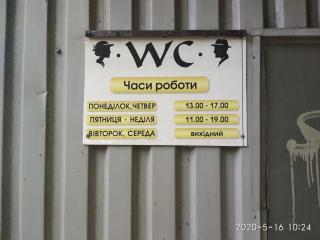 WC
Часи роботи
ПОНЕДІЛОК,ЧЕТВЕР 13.00 - 17.00
ПЯТНИЦЯ - НЕДІЛЯ 11.00 - 19.00
ВІВТОРОК, СЕРЕДА вихідний
2020-5-16 10:24